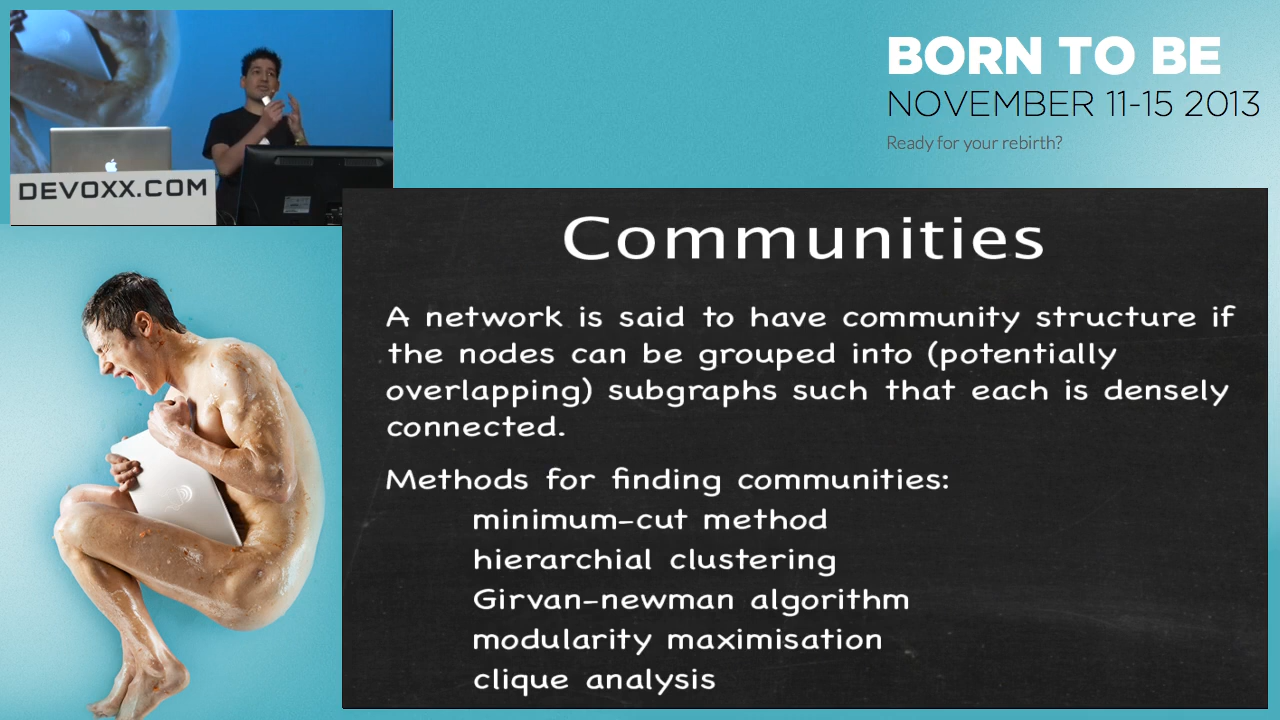 BORN TO BE
NOVEMBER 11-15 2013
Ready for your rebirth?
DEVOXX.COM
Communities
A network is said to have community structure if
the nodes can be grouped into (potentially
overlapping) subgraphs such that each is densely
connected.
Methods for finding communities:
minimum-cut method
hierarchial clustering
Girvan-newman algorithm
modularity maximisation
clique analysis